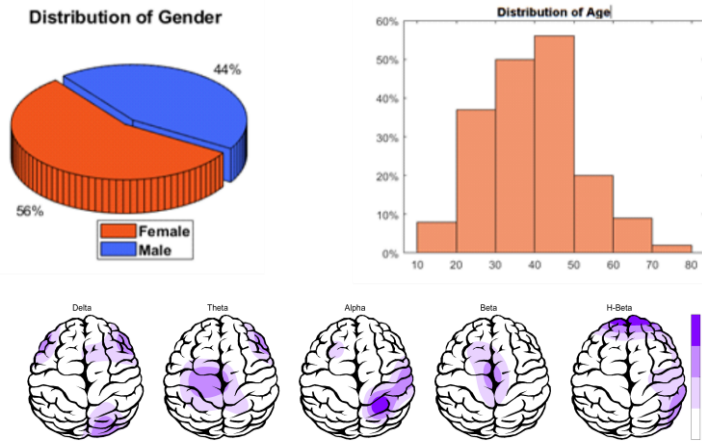 Distribution of Gender
44%
56%
Female
Male
Distribution of Age
60%
50%
40%
30%
20%
10%
0%
10 20 30 40 50 60 70 80
Delta Theta Alpha Beta H-Beta